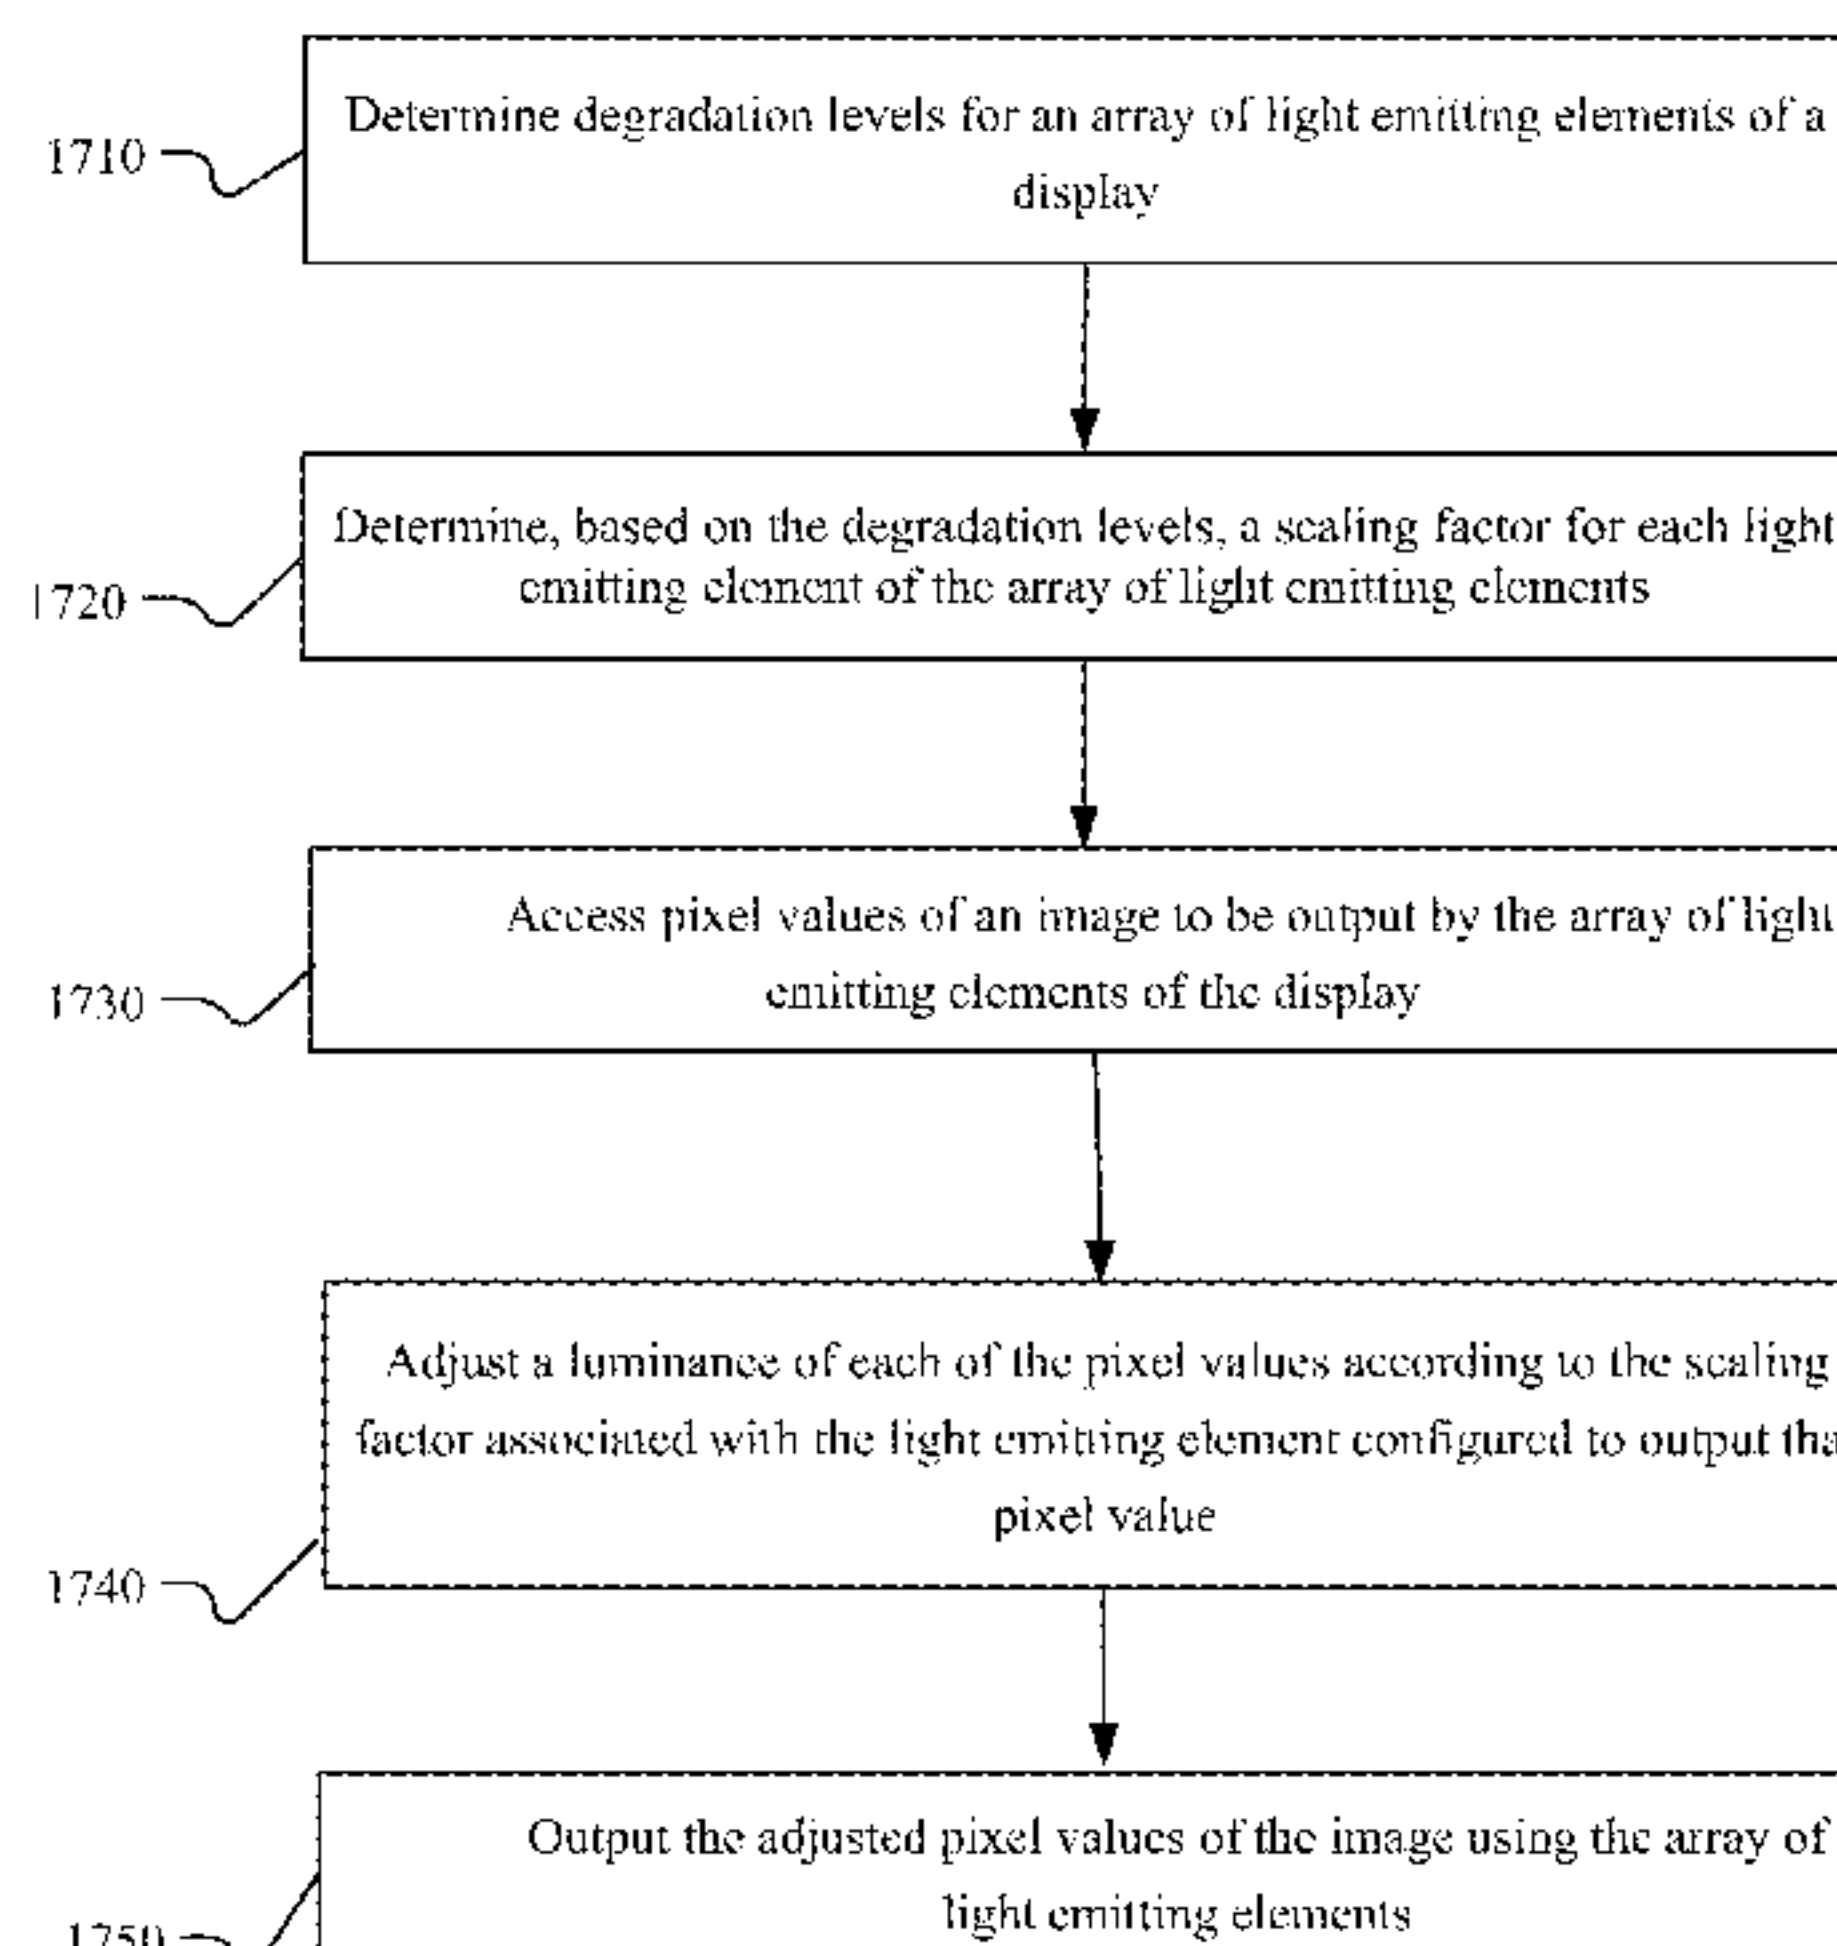 Determine degradation levels for an array of light emitting elements of a
display
1710
Determine, based on the degradation levels, a scaling factor for each light
emitting element of the array of light emitting elements
1720
Access pixel values of an image to be output by the array of light
emitting elements of the display
1730
Adjust a luminance of each of the pixel values according to the scaling
factor associated with the light emitting element configured to output tha
pixel value
1740
Output the adjusted pixel values of the image using the array of
light emitting elements
1750